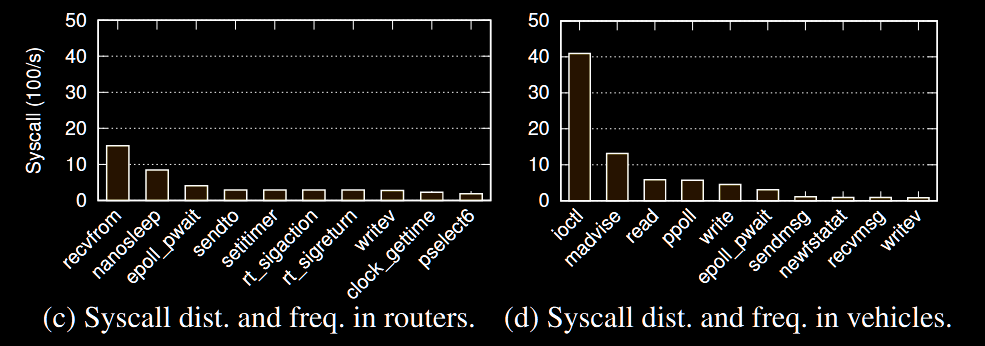 Syscall (100/s)
50
40
30
20
10
0
recvfrom
nanosleep
epoll_pwait
sendto
setitimer
rt_sigaction
rt_sigreturn
writev
clock_gettime
pselect6
(c) Syscall dist. and freq. in routers.
50
40
30
20
10
0
ioctl
madvise
read
ppoll
write
epoll_pwait
sendmsg
newfstatat
recvmsg
writev
(d) Syscall dist. and freq. in vehicles.